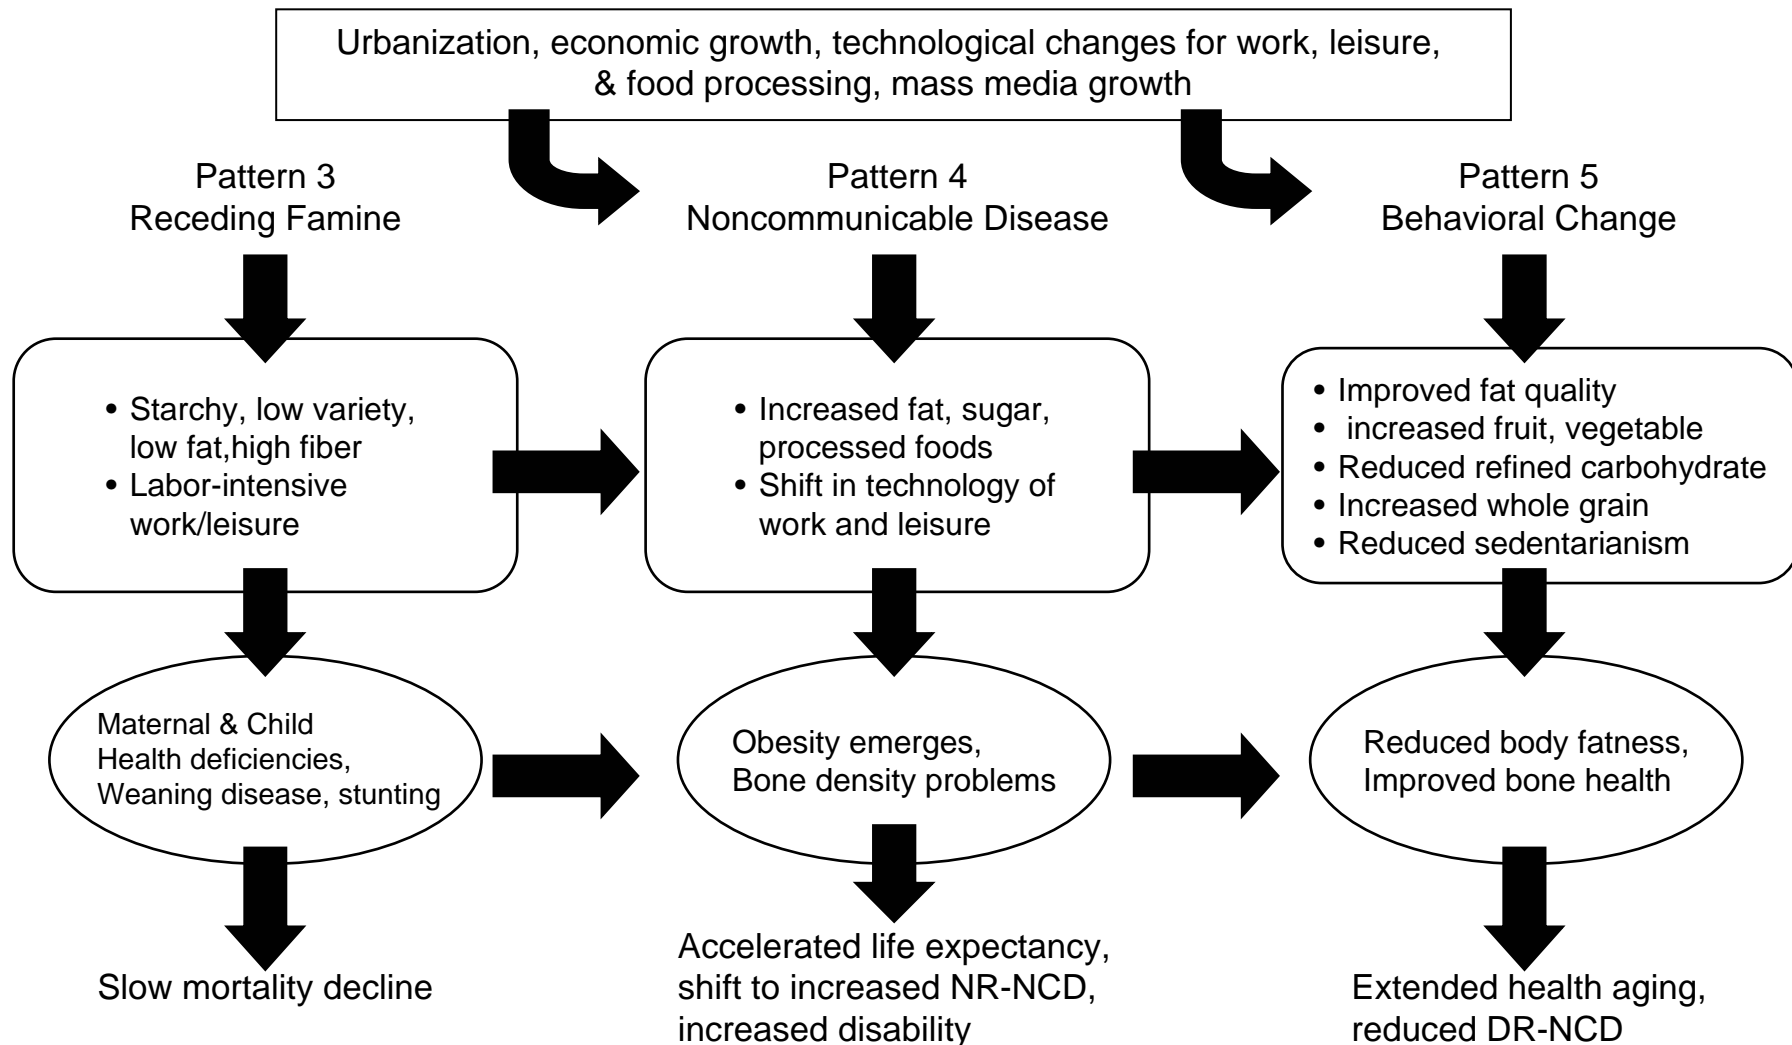 Urbanization, economic growth, technological changes for work, leisure,
& food processing, mass media growth
Pattern 3
Receding Famine
Pattern 4
Noncommunicable Disease
Pattern 5
Behavioral Change
• Starchy, low variety,
low fat,high fiber
• Labor-intensive
work/leisure
• Increased fat, sugar,
processed foods
• Shift in technology of
work and leisure
• Improved fat quality
• increased fruit, vegetable
• Reduced refined carbohydrate
• Increased whole grain
• Reduced sedentarianism
Maternal & Child
Health deficiencies,
Weaning disease, stunting
Obesity emerges,
Bone density problems
Reduced body fatness,
Improved bone health
Slow mortality decline
Accelerated life expectancy,
shift to increased NR-NCD,
increased disability
Extended health aging,
reduced DR-NCD